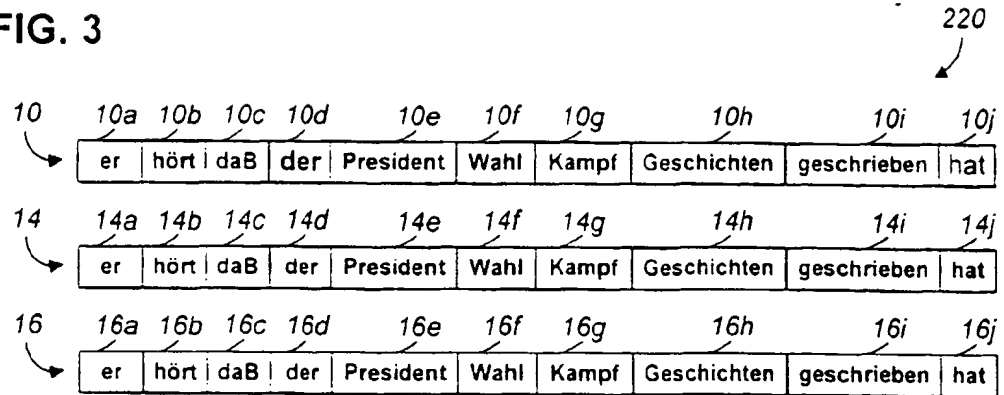 FIG. 3
220
10 10a 10b 10c 10d 10e 10f 10g 10h 10i 10j
er hört daB der President Wahl Kampf Geschichten geschrieben hat
14 14a 14b 14c 14d 14e 14f 14g 14h 14i 14j
er hört daB der President Wahl Kampf Geschichten geschrieben hat
16 16a 16b 16c 16d 16e 16f 16g 16h 16i 16j
er hört daB der President Wahl Kampf Geschichten geschrieben hat